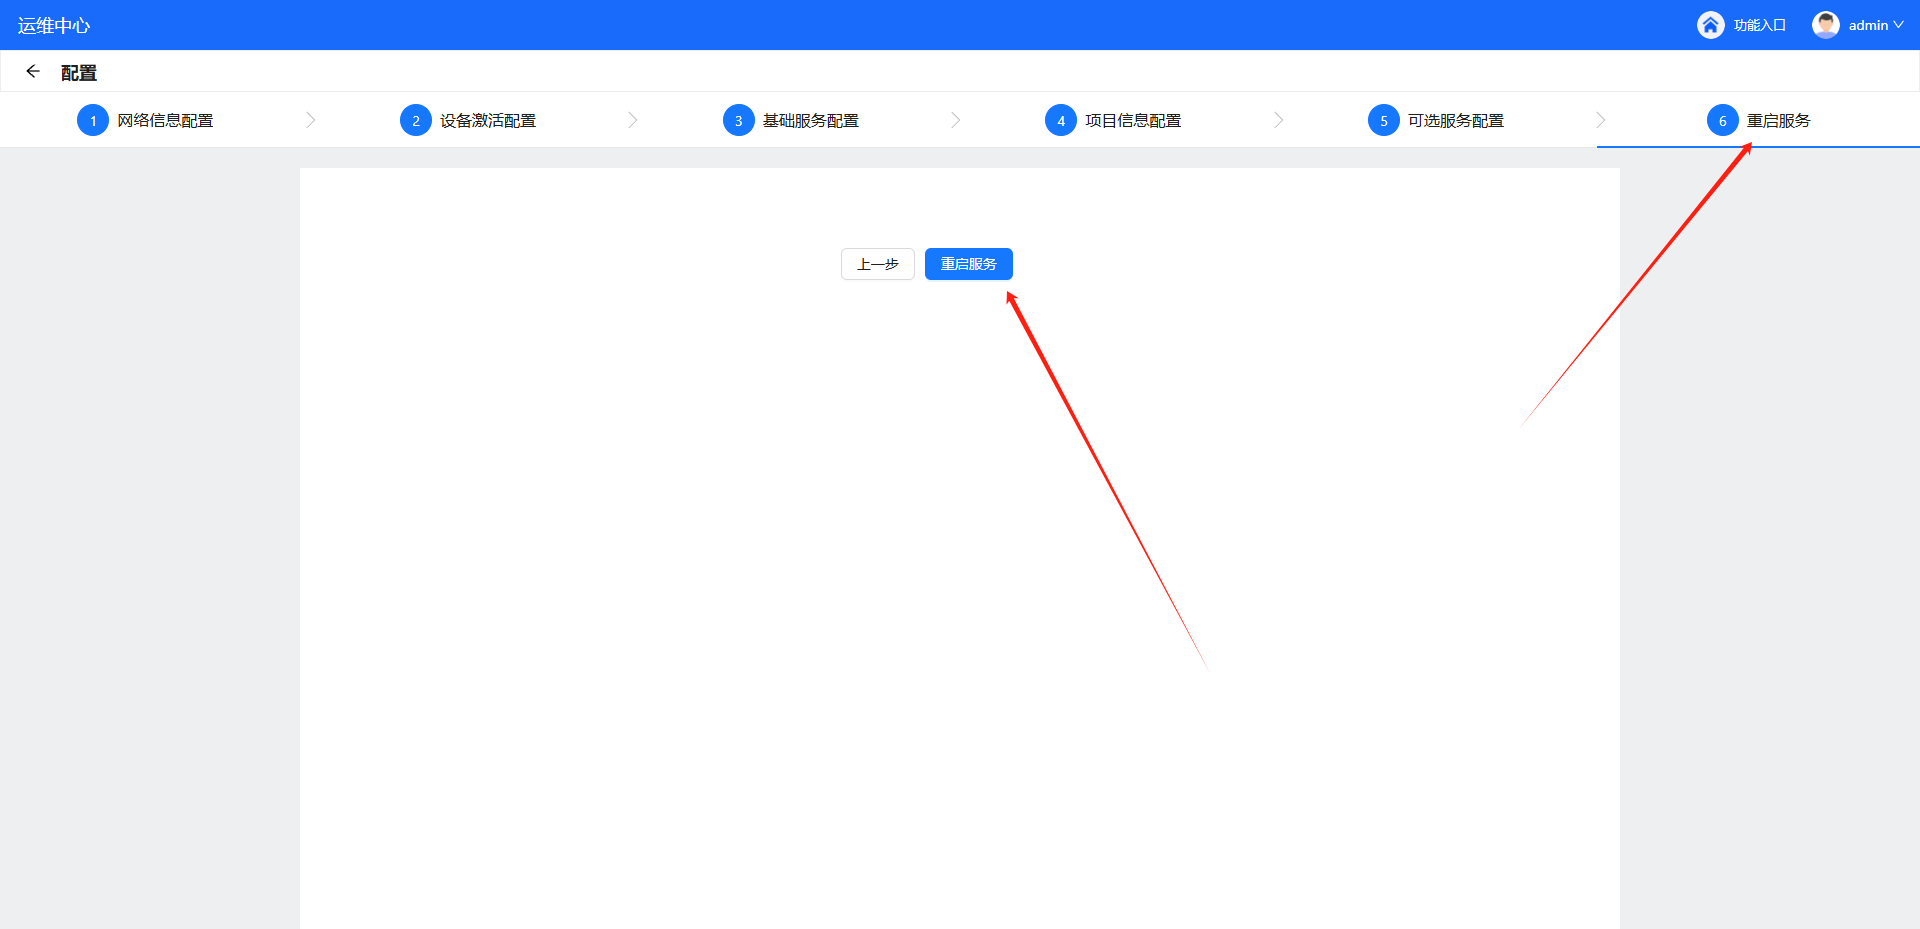 运维中心
功能入口
admin
配置
1 网络信息配置
2 设备激活配置
3 基础服务配置
4 项目信息配置
5 可选服务配置
6 重启服务
上一步
重启服务